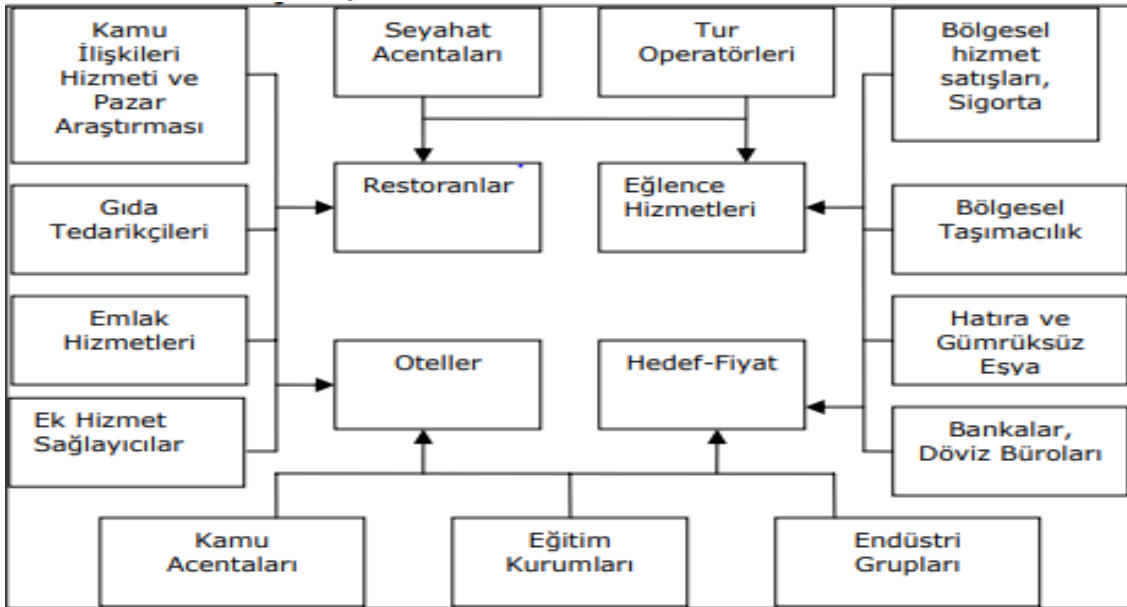 Kamu
İlişkileri
Hizmeti ve
Pazar
Araştırması
Seyahat
Acentaları
Tur
Operatörleri
Bölgesel
hizmet
satışları,
Sigorta
Restoranlar
Eğlence
Hizmetleri
Gıda
Tedarikçileri
Bölgesel
Taşımacılık
Emlak
Hizmetleri
Oteller
Hedef-Fiyat
Hatıra ve
Gümrüksüz
Eşya
Ek Hizmet
Sağlayıcılar
Bankalar,
Döviz Büroları
Kamu
Acentaları
Eğitim
Kurumları
Endüstri
Grupları